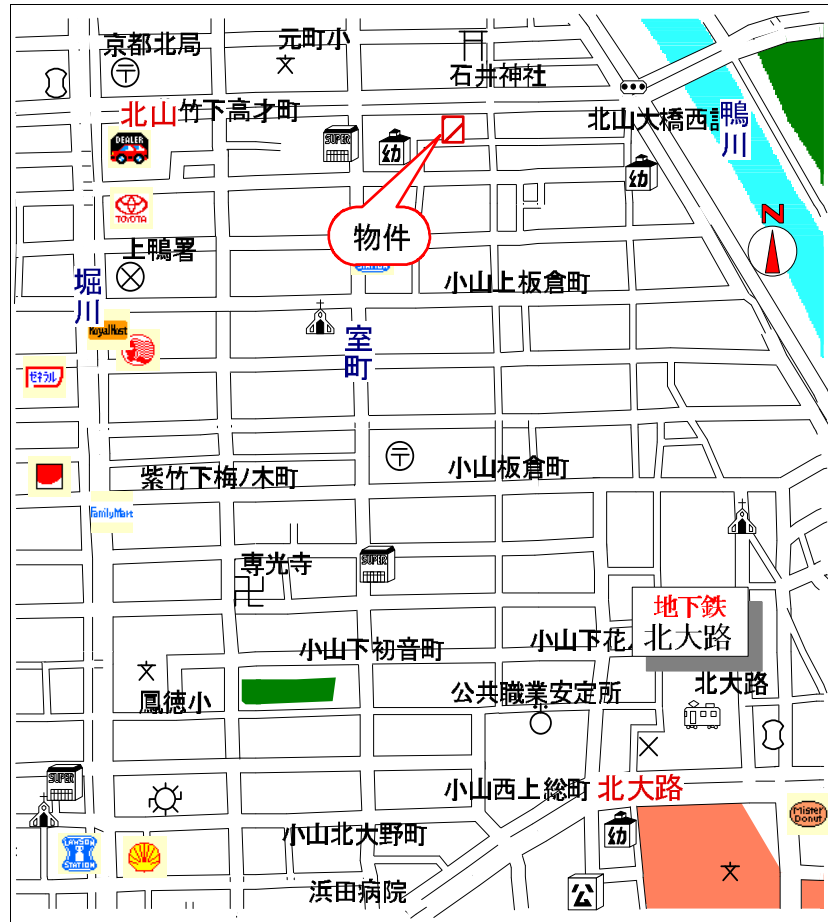 京都北局
元町小
石井神社
北山
竹下高才町
DEALER
SUPER
幼
北山大橋西詰
鴨川
幼
TOYOTA
N
物件
上鴨署
STATION
小山上板倉町
堀川
RoyalHost
室町
ゼネラル
紫竹下梅ノ木町
小山板倉町
FamilyMart
専光寺
SUPER
地下鉄
北大路
小山下初音町
小山下花
北大路
鳳徳小
公共職業安定所
SUPER
小山西上総町
北大路
Mister
Donut
小山北大野町
幼
LAWSON
STATION
浜田病院
公